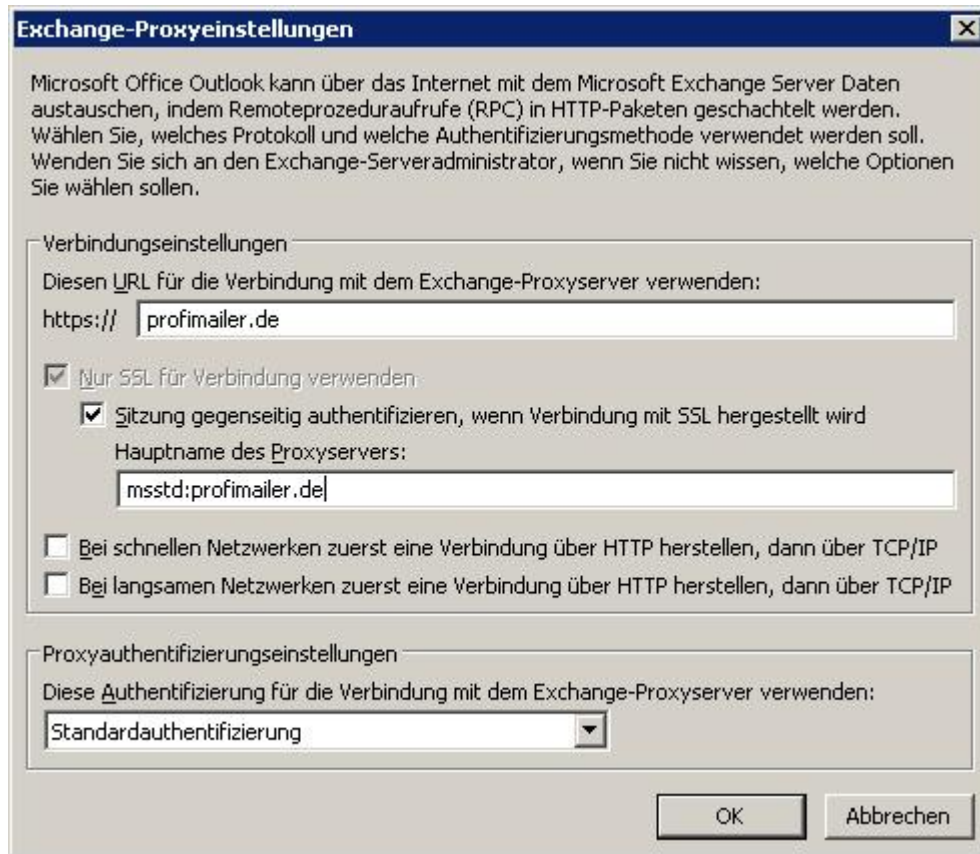 Exchange-Proxyeinstellungen
Microsoft Office Outlook kann über das Internet mit dem Microsoft Exchange Server Daten
austauschen, indem Remoteprozeduraufrufe (RPC) in HTTP-Paketen geschachtelt werden.
Wählen Sie, welches Protokoll und welche Authentifizierungsmethode verwendet werden soll.
Wenden Sie sich an den Exchange-Serveradministrator, wenn Sie nicht wissen, welche Optionen
Sie wählen sollen.
Verbindungseinstellungen
Diesen URL für die Verbindung mit dem Exchange-Proxyserver verwenden:
https:// profimailer.de
Nur SSL für Verbindung verwenden
Sitzung gegenseitig authentifizieren, wenn Verbindung mit SSL hergestellt wird
Hauptname des Proxyservers:
msstd:profimailer.de
Bei schnellen Netzwerken zuerst eine Verbindung über HTTP herstellen, dann über TCP/IP
Bei langsamen Netzwerken zuerst eine Verbindung über HTTP herstellen, dann über TCP/IP
Proxyauthentifizierungseinstellungen
Diese Authentifizierung für die Verbindung mit dem Exchange-Proxyserver verwenden:
Standardauthentifizierung
OK Abbrechen